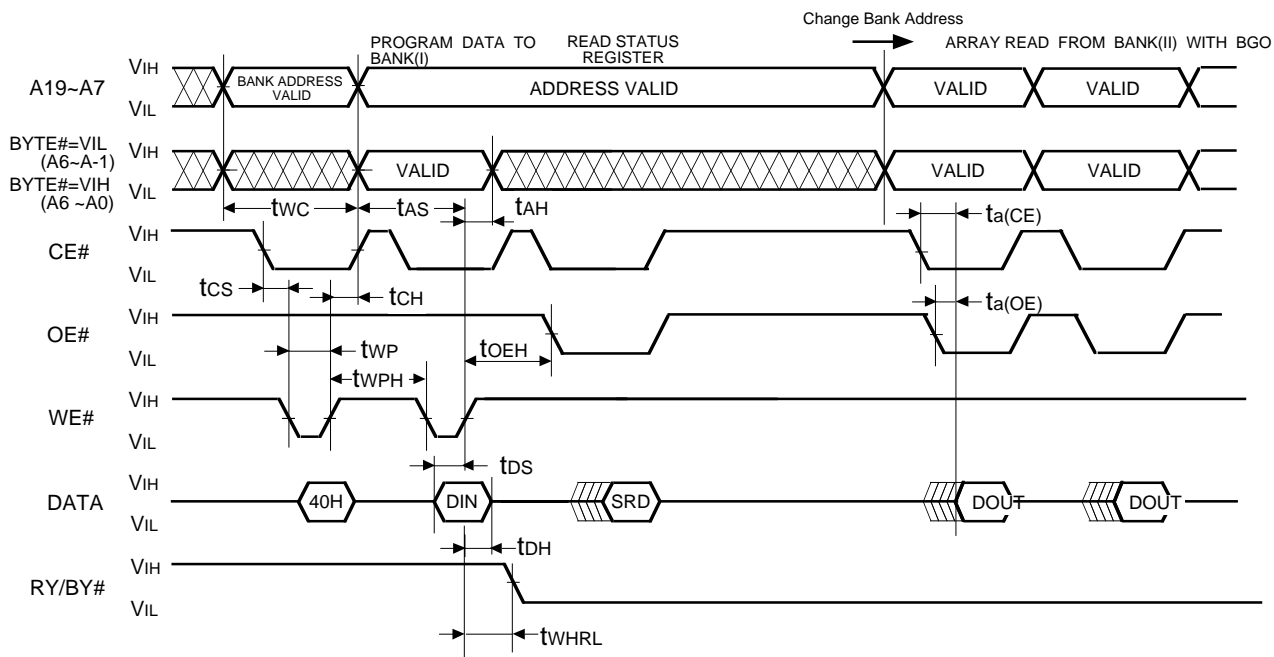 Change Bank Address
PROGRAM DATA TO BANK(I)
READ STATUS REGISTER
ARRAY READ FROM BANK(II) WITH BGO
A19~A7
VIH
VIL
BANK ADDRESS VALID
ADDRESS VALID
VALID
VALID
BYTE#=VIL
(A6~A-1)
BYTE#=VIH
(A6 ~A0)
VIH
VIL
VALID
VALID
VALID
tWC
tAS
tAH
ta(CE)
CE#
VIH
VIL
tCS
tCH
ta(OE)
OE#
VIH
VIL
tWP
tOEH
tWPH
WE#
VIH
VIL
tDS
DATA
VIH
VIL
40H
DIN
SRD
DOUT
DOUT
tDH
RY/BY#
VIH
VIL
tWHRL